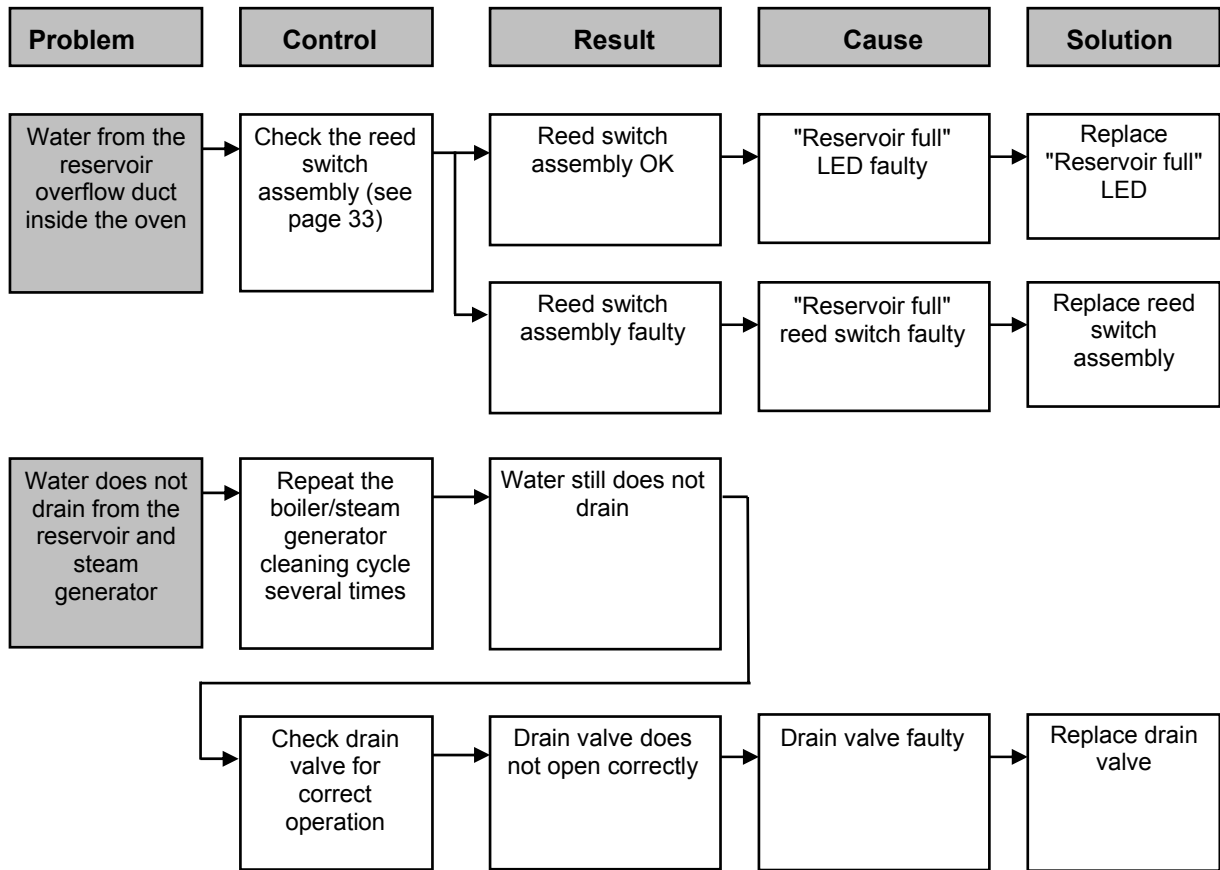 Problem
Control
Result
Cause
Solution
Water from the
reservoir
overflow duct
inside the oven
Check the reed
switch
assembly (see
page 33)
Reed switch
assembly OK
"Reservoir full"
LED faulty
Replace
"Reservoir full"
LED
Reed switch
assembly faulty
"Reservoir full"
reed switch faulty
Replace reed
switch
assembly
Water does not
drain from the
reservoir and
steam
generator
Repeat the
boiler/steam
generator
cleaning cycle
several times
Water still does not
drain
Check drain
valve for
correct
operation
Drain valve does
not open correctly
Drain valve faulty
Replace drain
valve